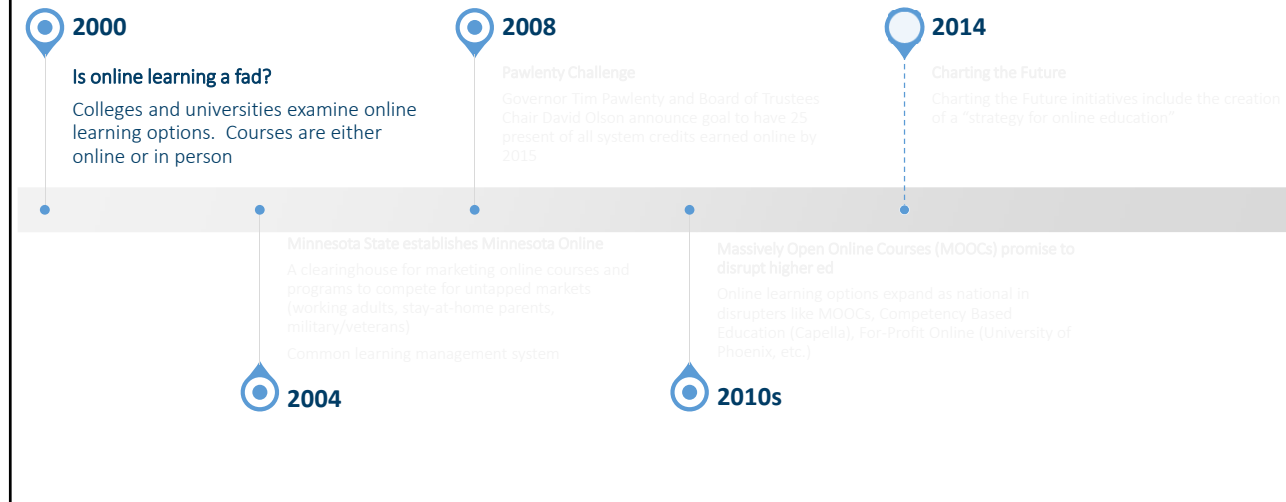 2000
Is online learning a fad?
Colleges and universities examine online
learning options.  Courses are either
online or in person
2008
Pawlenty Challenge
Governor Tim Pawlenty and Board of Trustees
Chair David Olson announce goal to have 25
present of all system credits earned online by
2015
2014
Charting the Future
Charting the Future initiatives include the creation
of a "strategy for online education"
Minnesota State establishes Minnesota Online
A clearinghouse for marketing online courses and
programs to compete for untapped markets
(working adults, stay-at-home parents,
military/veterans)
Common learning management system
2004
Massively Open Online Courses (MOOCs) promise to
disrupt higher ed
Online learning options expand as national in
disrupters like MOOCs, Competency Based
Education (Capella), For-Profit Online (University of
Phoenix, etc.)
2010s